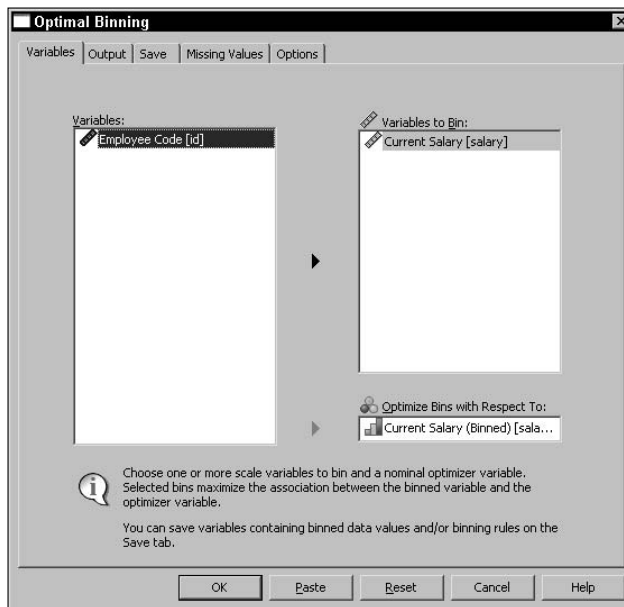 Optimal Binning
Variables Output Save Missing Values Options
Variables:
Employee Code [id]
Variables to Bin:
Current Salary [salary]
Optimize Bins with Respect To:
Current Salary (Binned) [sala...
Choose one or more scale variables to bin and a nominal optimizer variable.
Selected bins maximize the association between the binned variable and the
optimizer variable.
You can save variables containing binned data values and/or binning rules on the
Save tab.
OK Paste Reset Cancel Help